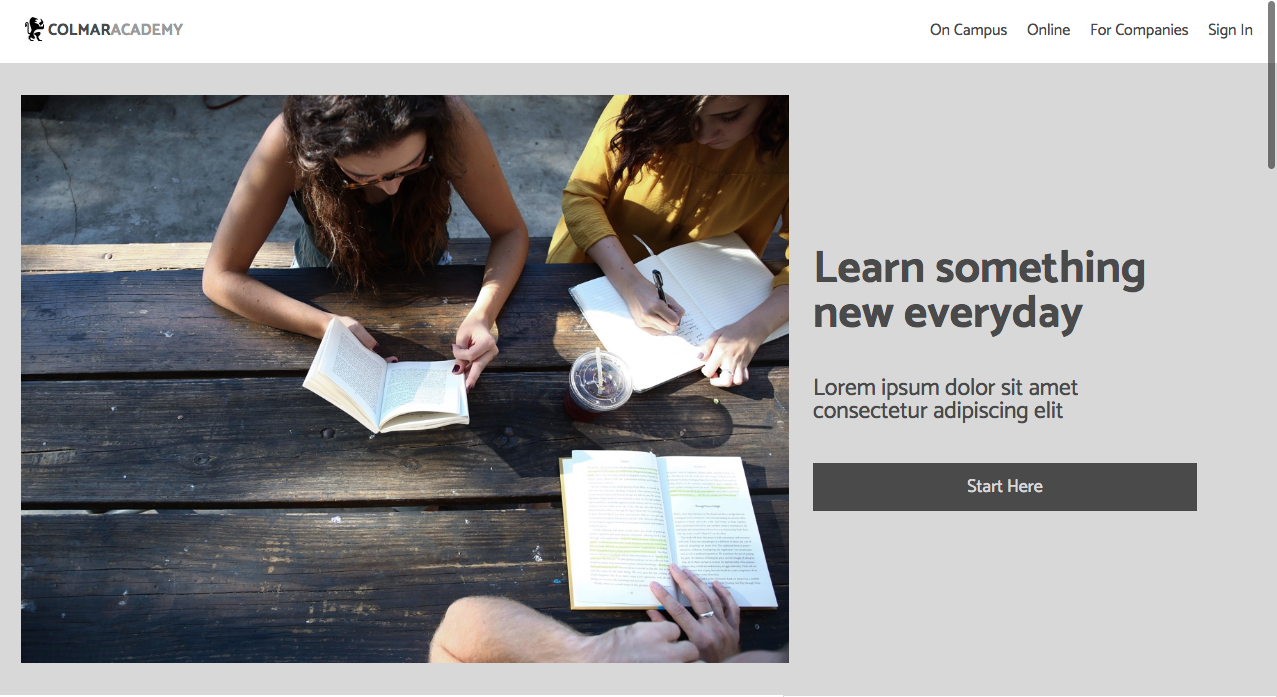 COLMARACADEMY
On Campus Online For Companies Sign In
Learn something
new everyday
Lorem ipsum dolor sit amet
consectetur adipiscing elit
Start Here